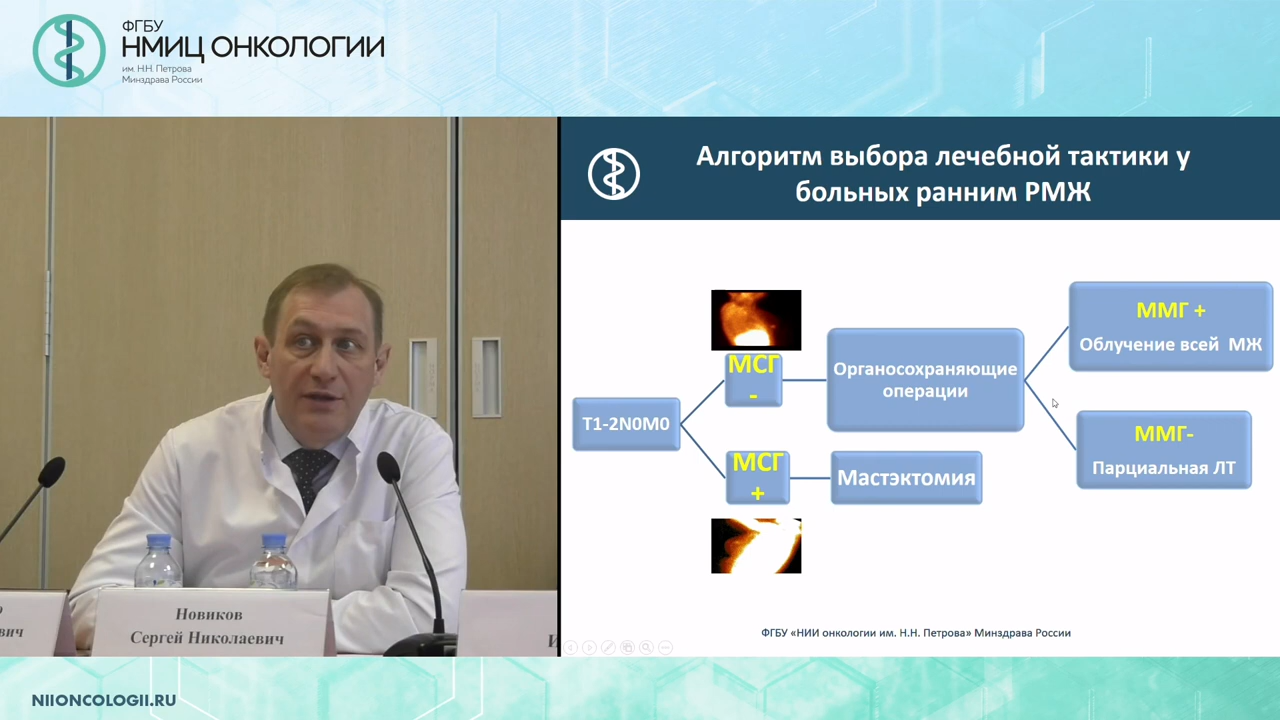 ФГБУ
НМИЦ ОНКОЛОГИИ
им. Н.Н. Петрова
Минздрава России
Алгоритм выбора лечебной тактики у
больных ранним РМЖ
T1-2N0M0
МСГ
-
МСГ
+
Органосохраняющие
операции
Мастэктомия
ММГ +
Облучение всей МЖ
ММГ-
Парциальная ЛТ
ФГБУ «НИИ онкологии им. Н.Н. Петрова» Минздрава России
вич
Новиков
Сергей Николаевич
NIIONCOLOGII.RU